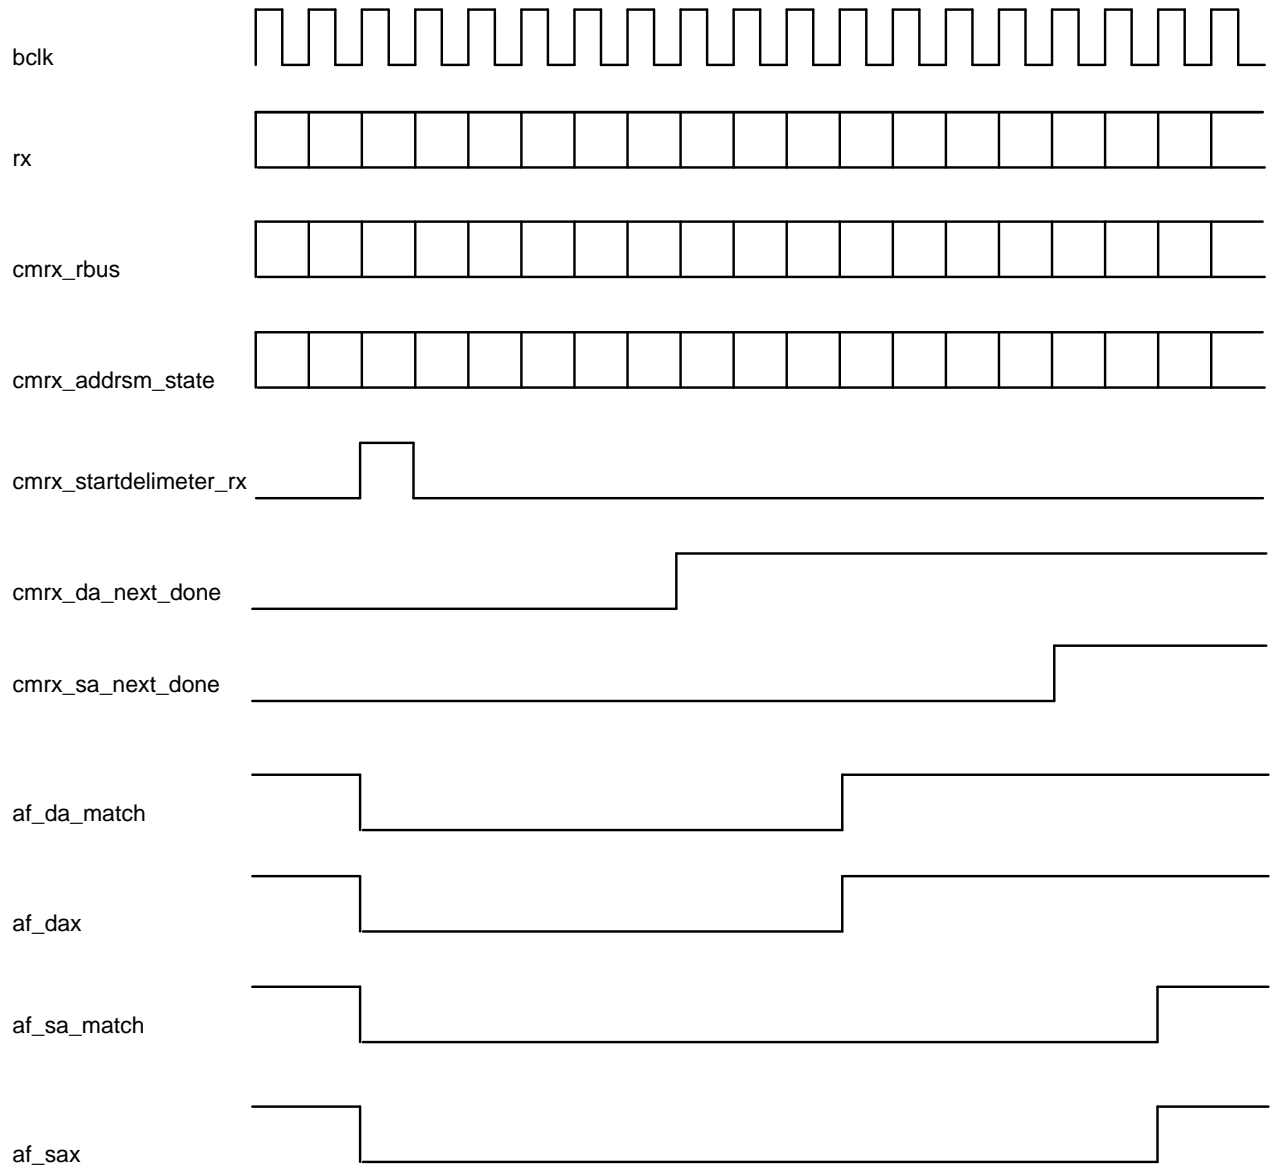 bclk
rx
cmrx_rbus
cmrx_addrsm_state
cmrx_startdelimeter_rx
cmrx_da_next_done
cmrx_sa_next_done
af_da_match
af_dax
af_sa_match
af_sax